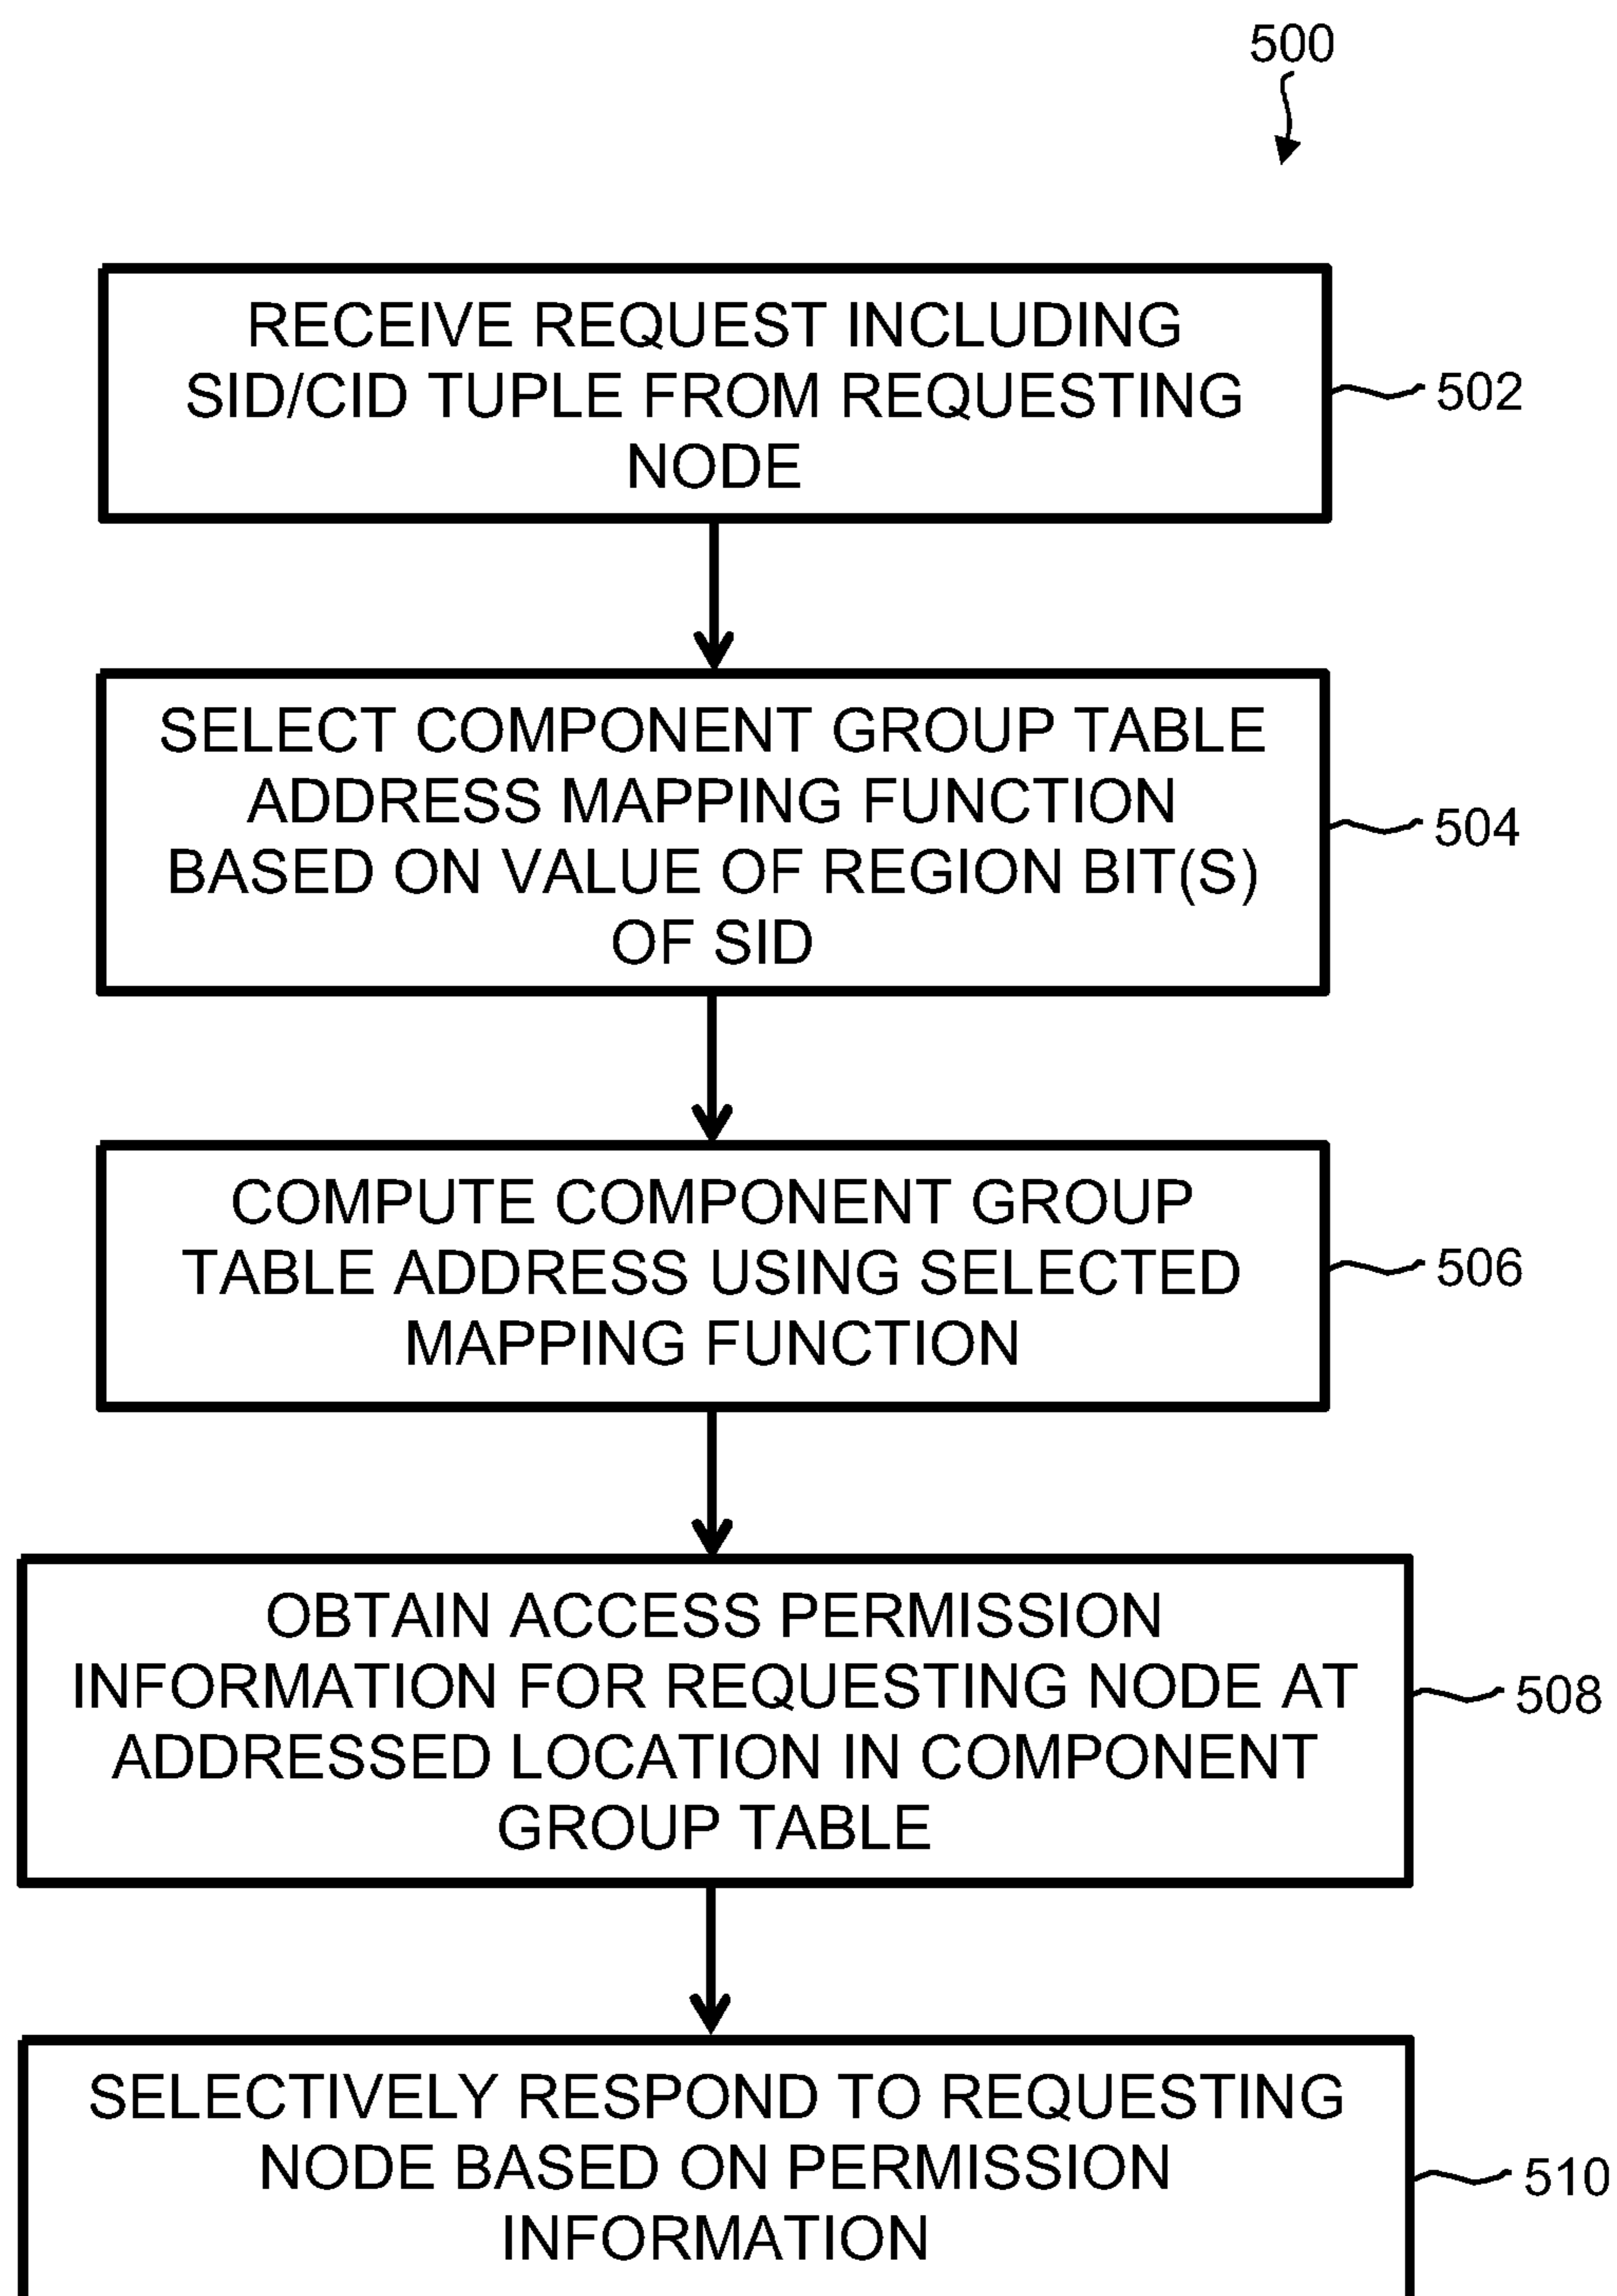 500
RECEIVE REQUEST INCLUDING
SID/CID TUPLE FROM REQUESTING
NODE
502
SELECT COMPONENT GROUP TABLE
ADDRESS MAPPING FUNCTION
BASED ON VALUE OF REGION BIT(S)
OF SID
504
COMPUTE COMPONENT GROUP
TABLE ADDRESS USING SELECTED
MAPPING FUNCTION
506
OBTAIN ACCESS PERMISSION
INFORMATION FOR REQUESTING NODE AT
ADDRESSED LOCATION IN COMPONENT
GROUP TABLE
508
SELECTIVELY RESPOND TO REQUESTING
NODE BASED ON PERMISSION
INFORMATION
510